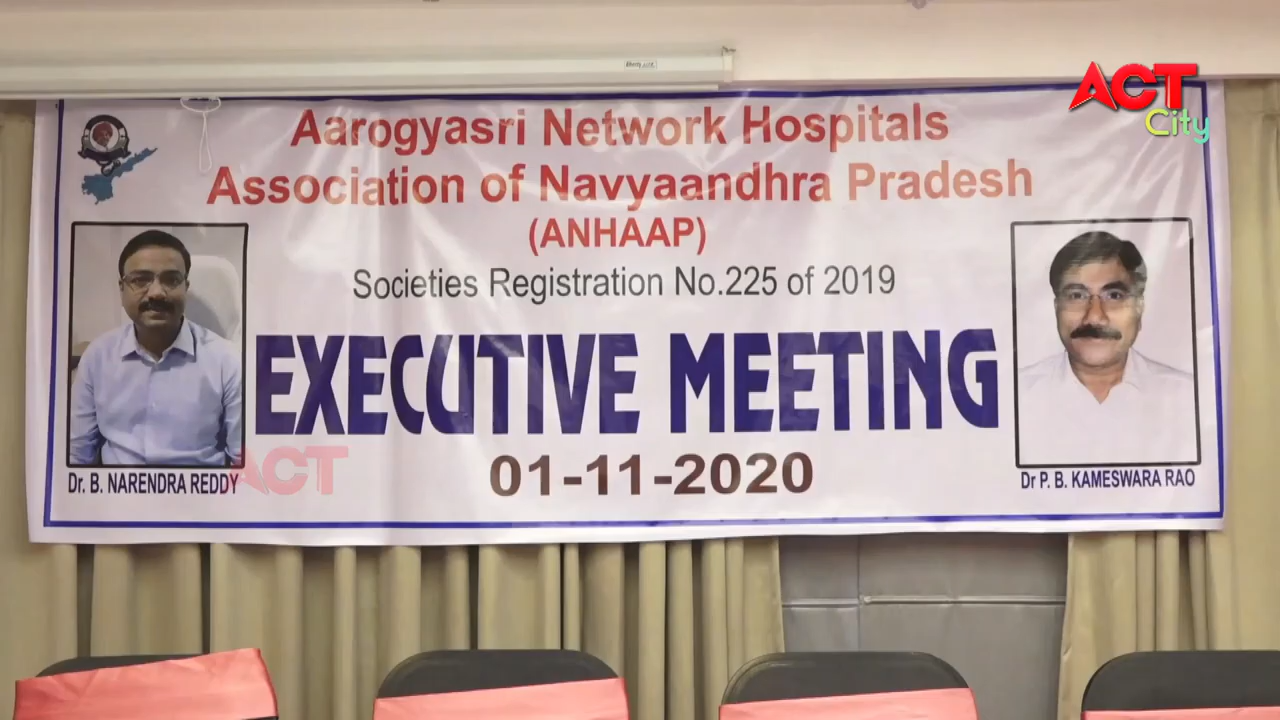 ACT
City
Aarogyasri Network Hospitals
Association of Navyaandhra Pradesh
(ANHAAP)
Societies Registration No.225 of 2019
EXECUTIVE MEETING
01-11-2020
Dr. B. NARENDRA REDDY
ACT
Dr P. B. KAMESWARA RAO